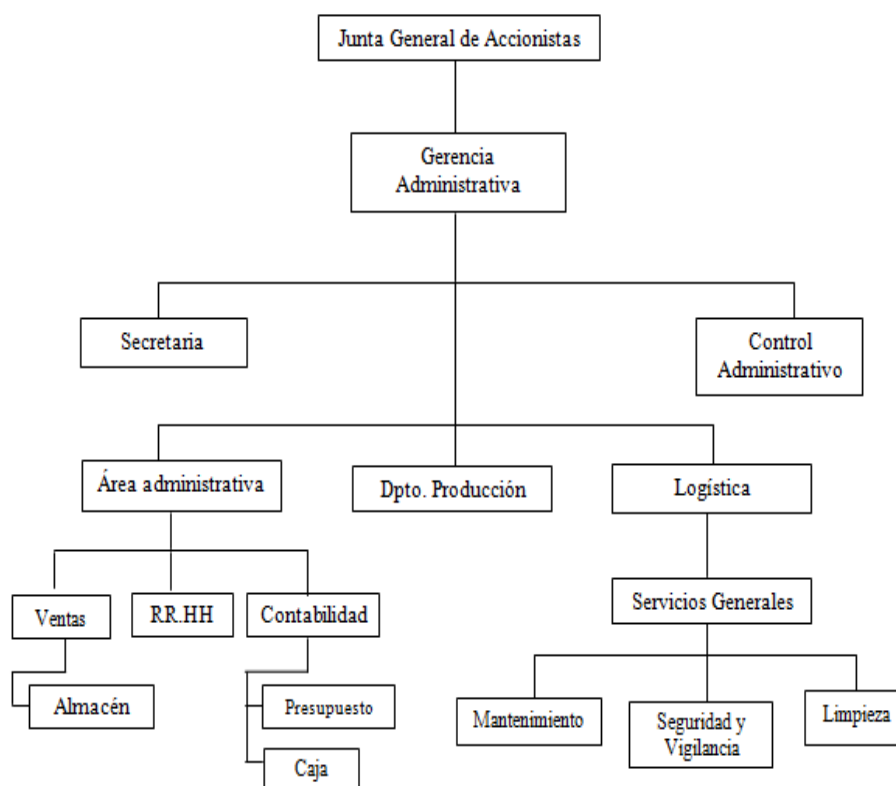 Junta General de Accionistas
Gerencia
Administrativa
Secretaria
Control
Administrativo
Área administrativa
Dpto. Producción
Logística
Ventas
RR.HH
Contabilidad
Servicios Generales
Almacén
Presupuesto
Caja
Mantenimiento
Seguridad y
Vigilancia
Limpieza